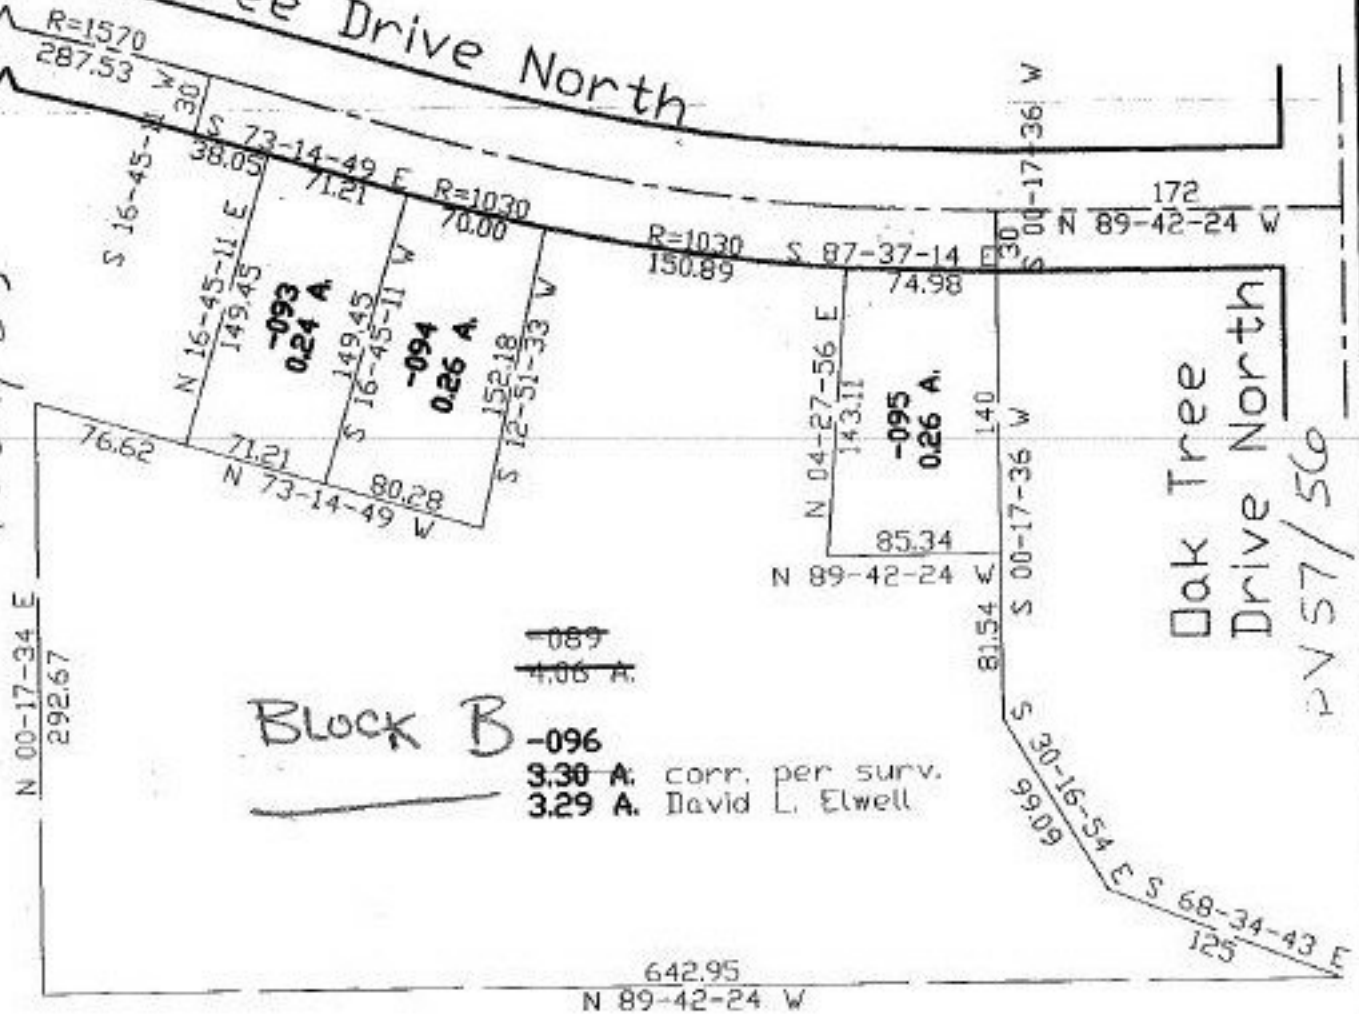 Drive North
R=1570
287.53
30
S 16-45-11 W
S 73-14-49 E
38.05
71.21
R=1030
70.00
R=1030
150.89
S 87-37-14 E
74.98
30
S 00-17-36 W
172
N 89-42-24 W
N 16-45-11 E
149.45
-093
0.24 A.
149.45
S 16-45-11 W
-094
0.26 A.
152.18
S 12-51-33 W
N 04-27-56 E
143.11
-095
0.26 A.
140
S 00-17-36 W
Oak Tree
Drive North
57/56
76.62
71.21
N 73-14-49 W
80.28
85.34
N 89-42-24 W
81.54
N 00-17-34 E
292.67
-089
4.06 A.
BLOCK B
-096
3.30 A. corr. per surv.
3.29 A. David L. Elwell
S 30-16-54 E
99.09
S 68-34-43 E
125
642.95
N 89-42-24 W